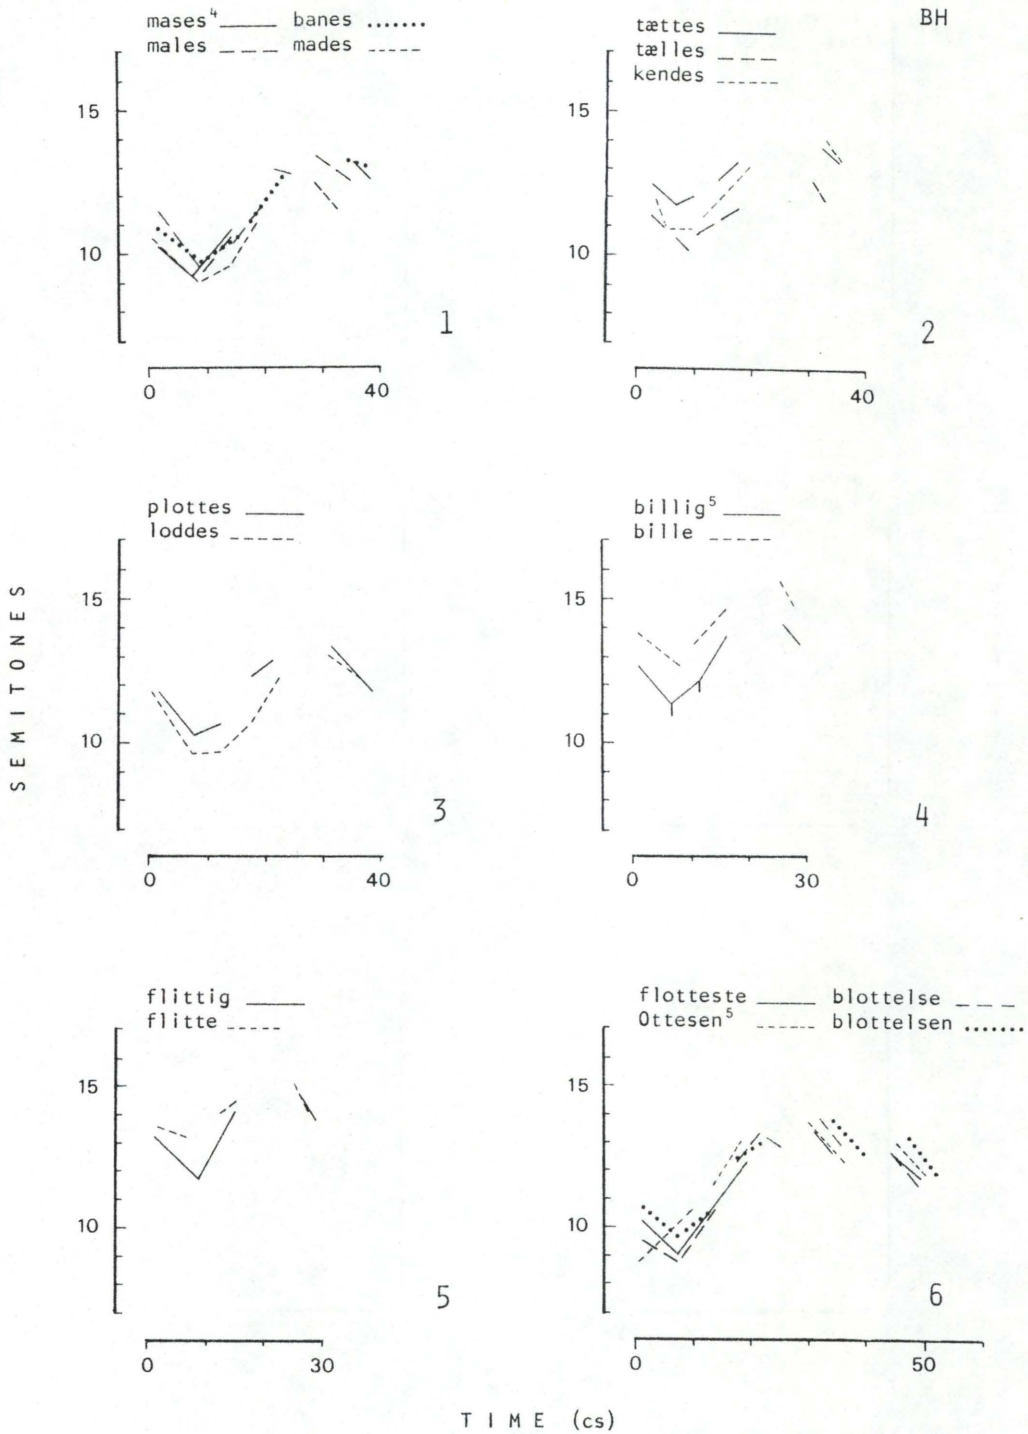 BH
mases⁴ banes
males mades
15
10
0 40
1
tættes
tælles
kendes
15
10
0 40
2
plottes
loddes
15
10
0 40
3
billig⁵
bille
15
10
0 30
4
flittig
flitte
15
10
0 30
5
flotteste blottelse
Ottesen⁵ blottelsen
15
10
0 50
6
SEMITONES
TIME (cs)